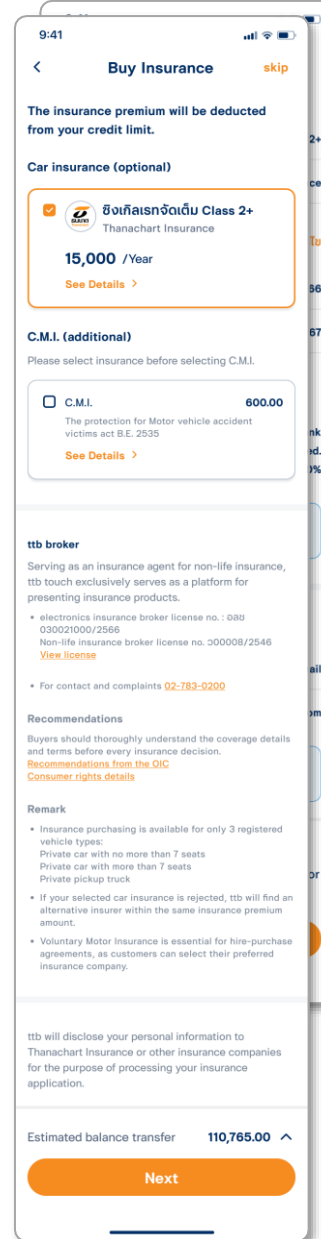 9:41
Buy Insurance
skip
The insurance premium will be deducted
from your credit limit.
Car insurance (optional)
ธนชาต
ชิงเกิลเรทจัดเต็ม Class 2+
Thanachart Insurance
15,000 /Year
See Details
C.M.I. (additional)
Please select insurance before selecting C.M.I.
C.M.I.
600.00
The protection for Motor vehicle accident
victims act B.E. 2535
See Details
ttb broker
Serving as an insurance agent for non-life insurance,
ttb touch exclusively serves as a platform for
presenting insurance products.
• electronics insurance broker license no. : อลช
030021000/2566
Non-life insurance broker license no. ว00008/2546
View license
• For contact and complaints 02-783-0200
Recommendations
Buyers should thoroughly understand the coverage details
and terms before every insurance decision.
Recommendations from the OIC
Consumer rights details
Remark
• Insurance purchasing is available for only 3 registered
vehicle types:
Private car with no more than 7 seats
Private car with more than 7 seats
Private pickup truck
• If your selected car insurance is rejected, ttb will find an
alternative insurer within the same insurance premium
amount.
• Voluntary Motor Insurance is essential for hire-purchase
agreements, as customers can select their preferred
insurance company.
ttb will disclose your personal information to
Thanachart Insurance or other insurance companies
for the purpose of processing your insurance
application.
Estimated balance transfer
110,765.00
Next
2+
66
67